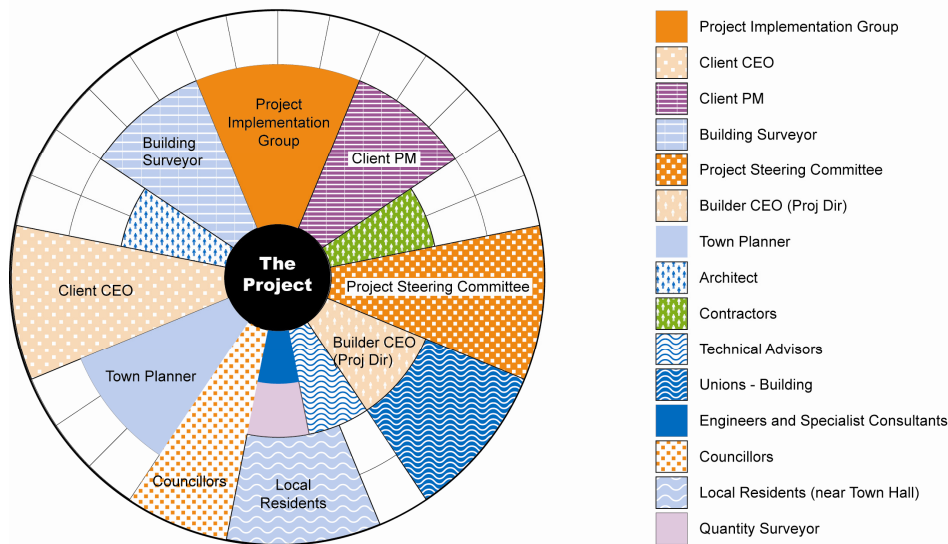 Project
Implementation
Group
Building
Surveyor
Client PM
The
Project
Client CEO
Project Steering Committee
Builder CEO
(Proj Dir)
Town Planner
Councillors
Local
Residents
Project Implementation Group
Client CEO
Client PM
Building Surveyor
Project Steering Committee
Builder CEO (Proj Dir)
Town Planner
Architect
Contractors
Technical Advisors
Unions - Building
Engineers and Specialist Consultants
Councillors
Local Residents (near Town Hall)
Quantity Surveyor